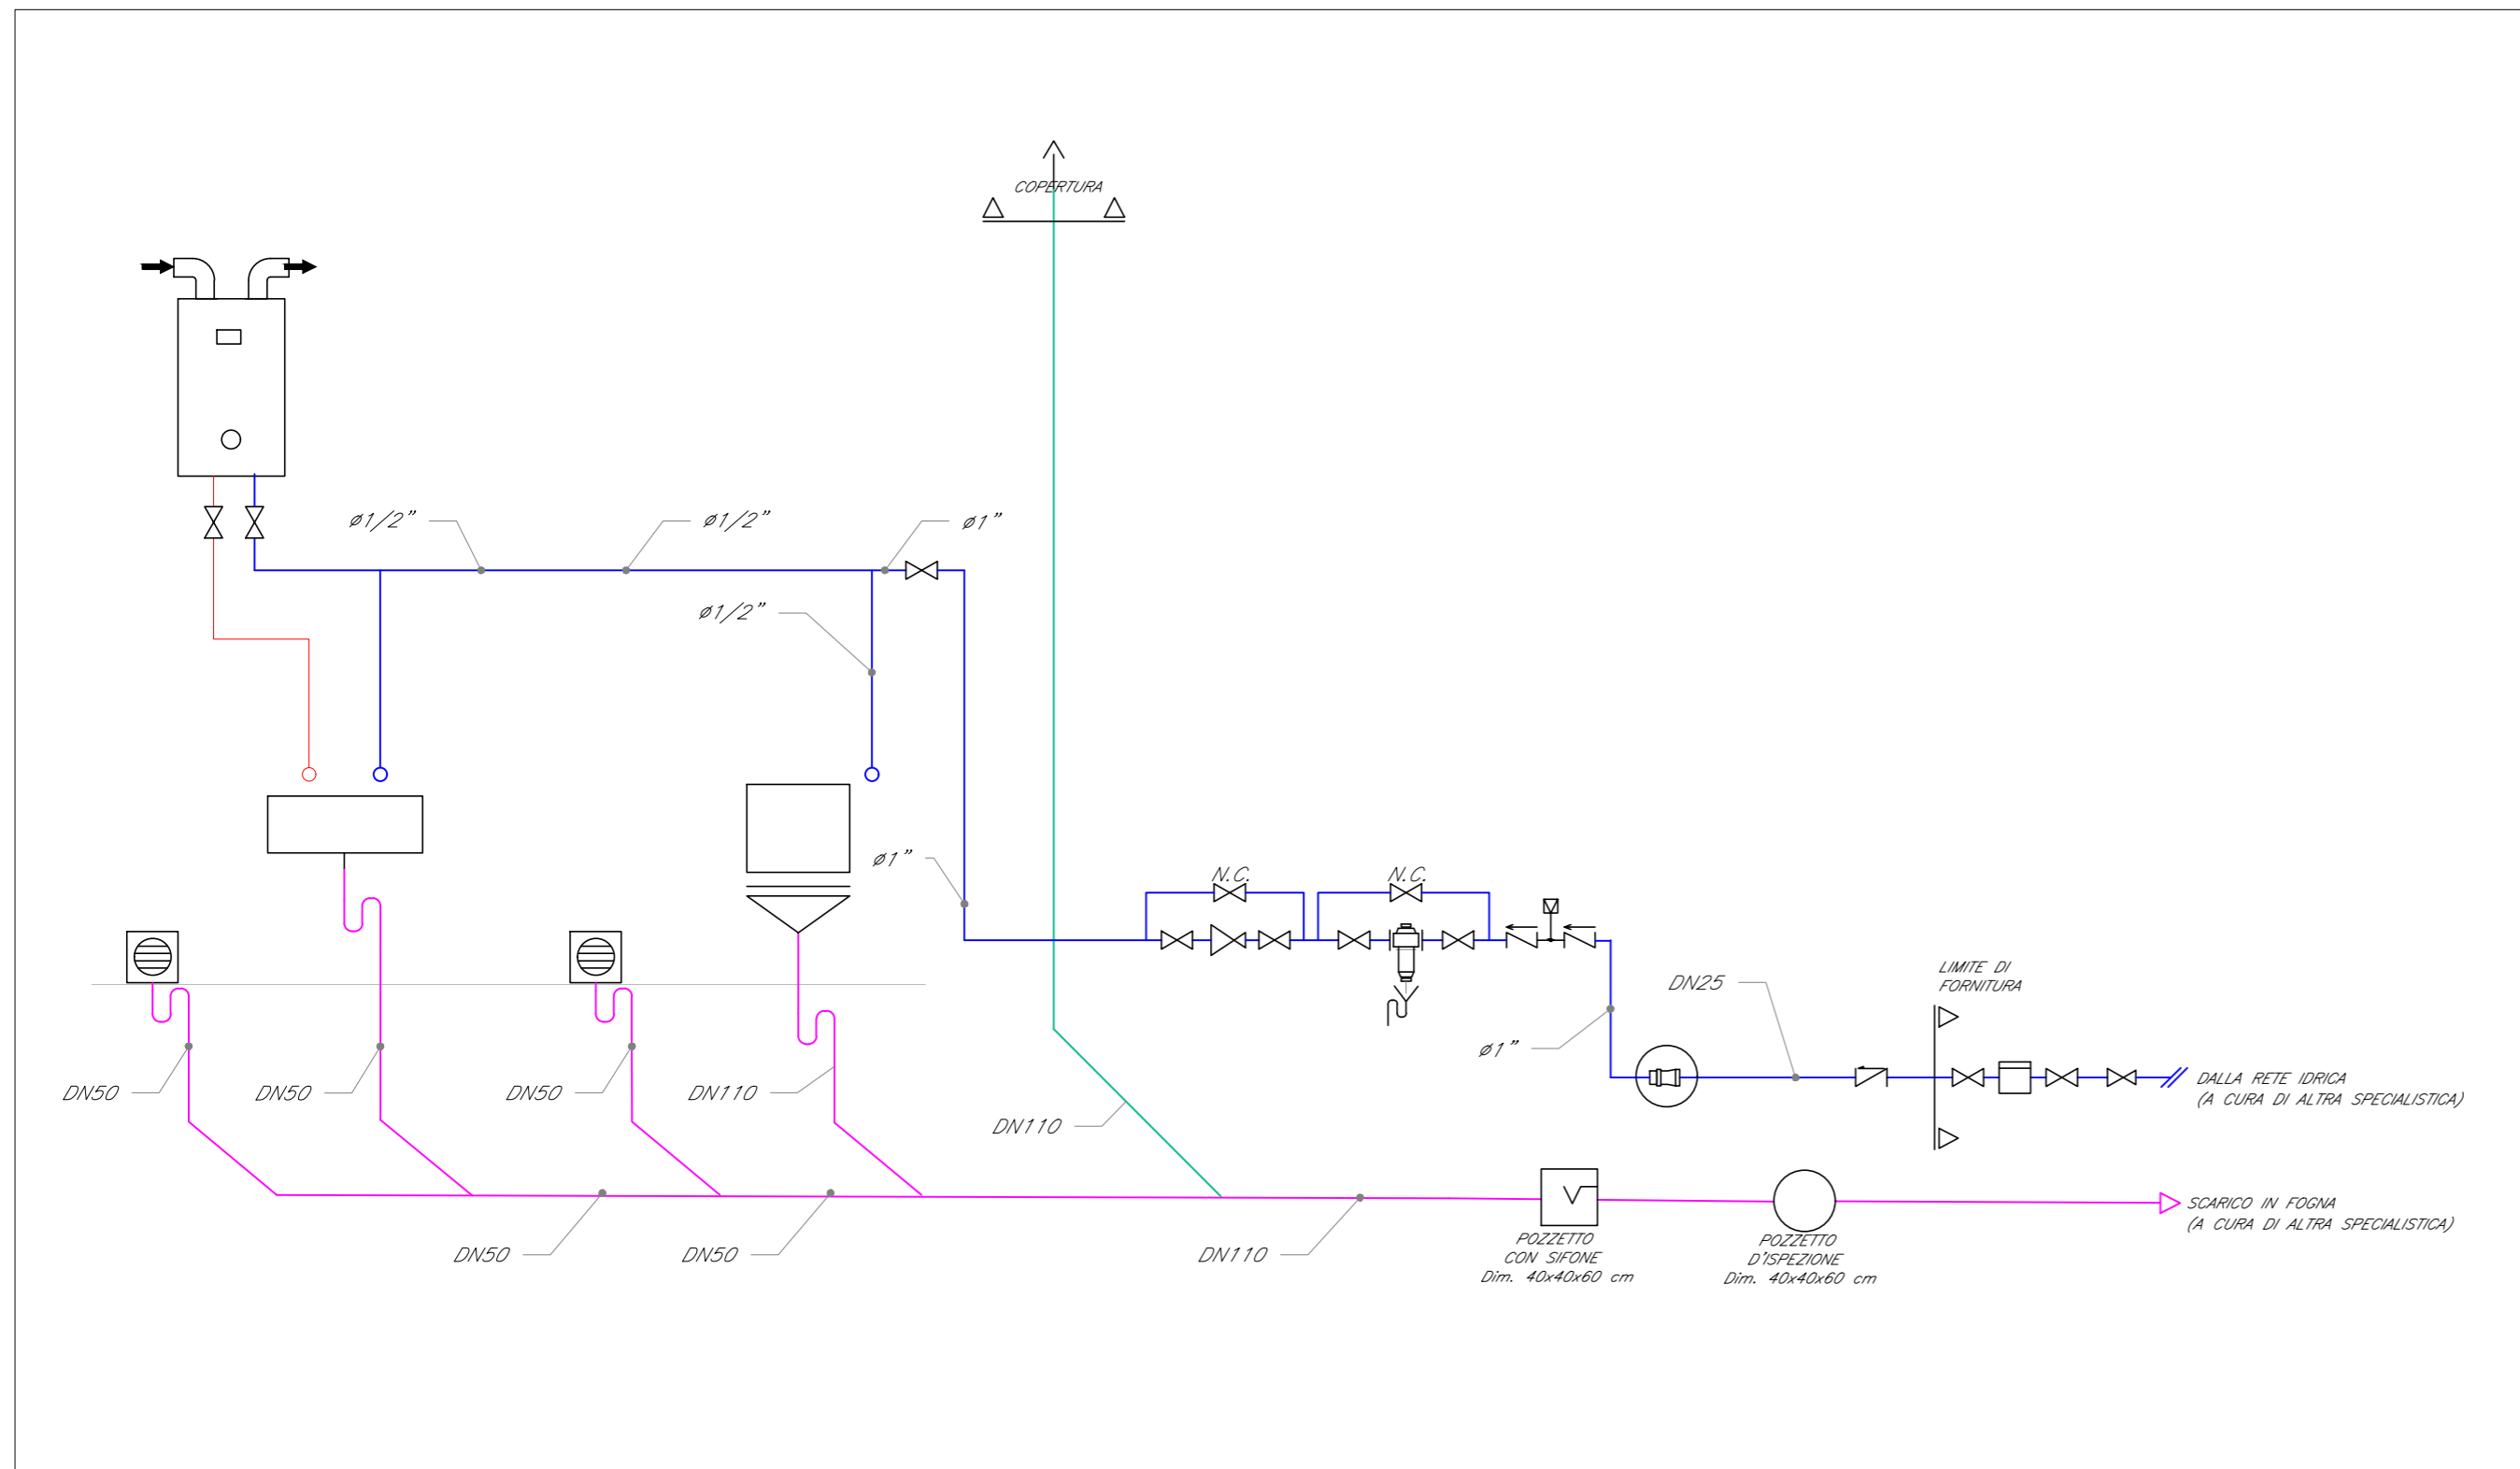 COPERTURA
ø1/2”
ø1/2”
ø1”
ø1/2”
ø1”
N.C.
N.C.
LIMITE DI
FORNITURA
DN25
ø1”
DALLA RETE IDRICA
(A CURA DI ALTRA SPECIALISTICA)
DN50
DN50
DN50
DN110
DN110
SCARICO IN FOGNA
(A CURA DI ALTRA SPECIALISTICA)
DN50
DN50
DN110
POZZETTO
CON SIFONE
Dim. 40x40x60 cm
POZZETTO
D'ISPEZIONE
Dim. 40x40x60 cm